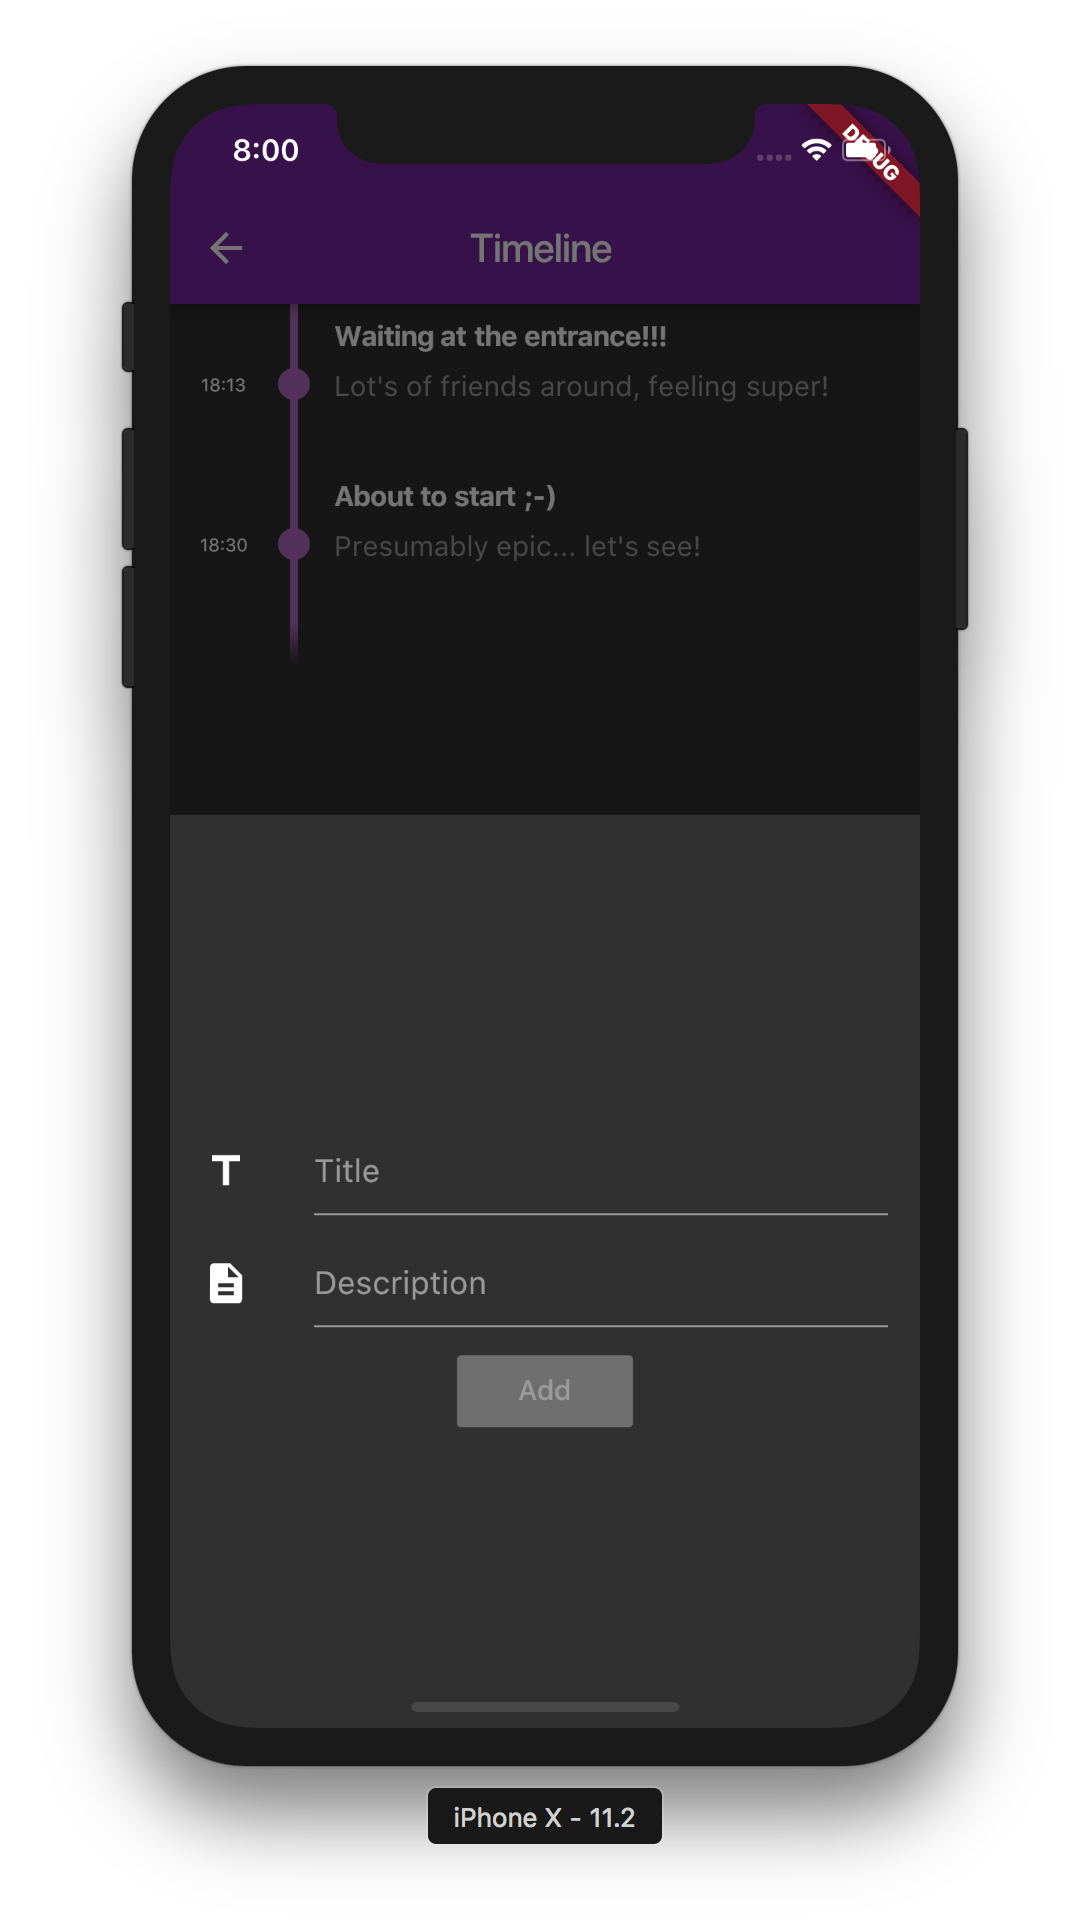 8:00
DEBUG
Timeline
Waiting at the entrance!!!
18:13
Lot's of friends around, feeling super!
About to start ;-)
18:30
Presumably epic... let's see!
T
Title
Description
Add
iPhone X - 11.2